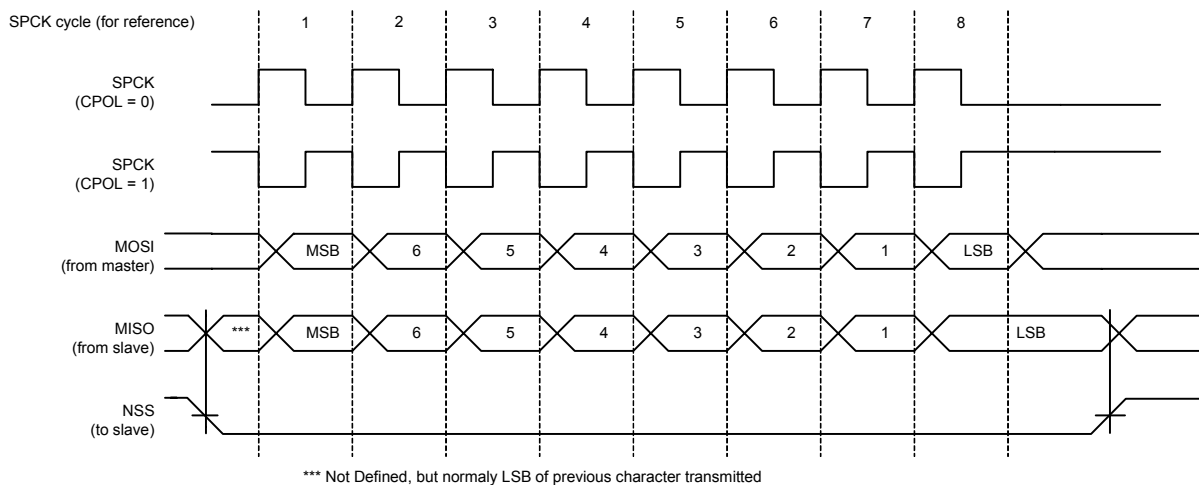 SPCK cycle (for reference) 1 2 3 4 5 6 7 8
SPCK
(CPOL = 0)
SPCK
(CPOL = 1)
MOSI
(from master)
MSB 6 5 4 3 2 1 LSB
MISO
(from slave)
*** MSB 6 5 4 3 2 1 LSB
NSS
(to slave)
*** Not Defined, but normaly LSB of previous character transmitted